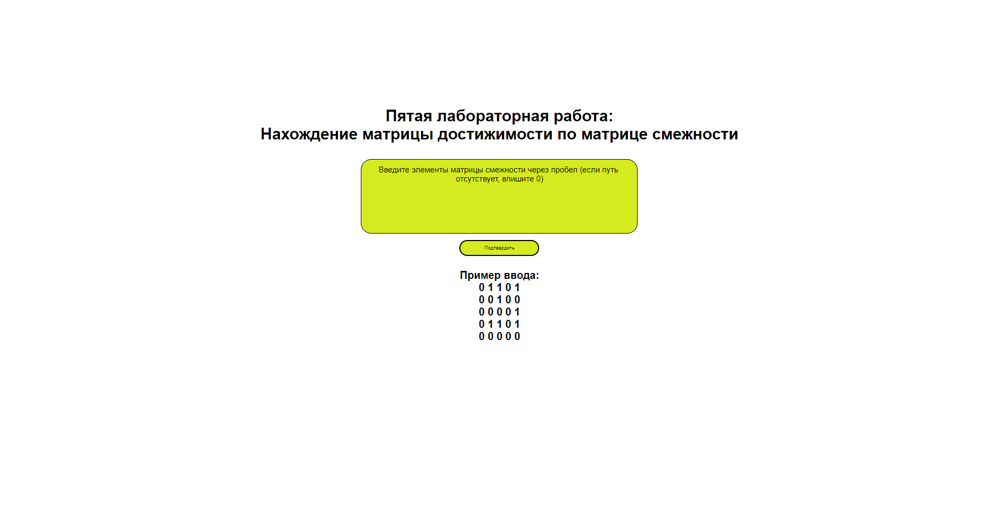 Пятая лабораторная работа:
Нахождение матрицы достижимости по матрице смежности
Введите элементы матрицы смежности через пробел (если путь
отсутствует, впишите 0)
Подтвердить
Пример ввода:
0 1 1 0 1
0 0 1 0 0
0 0 0 0 1
0 1 1 0 1
0 0 0 0 0